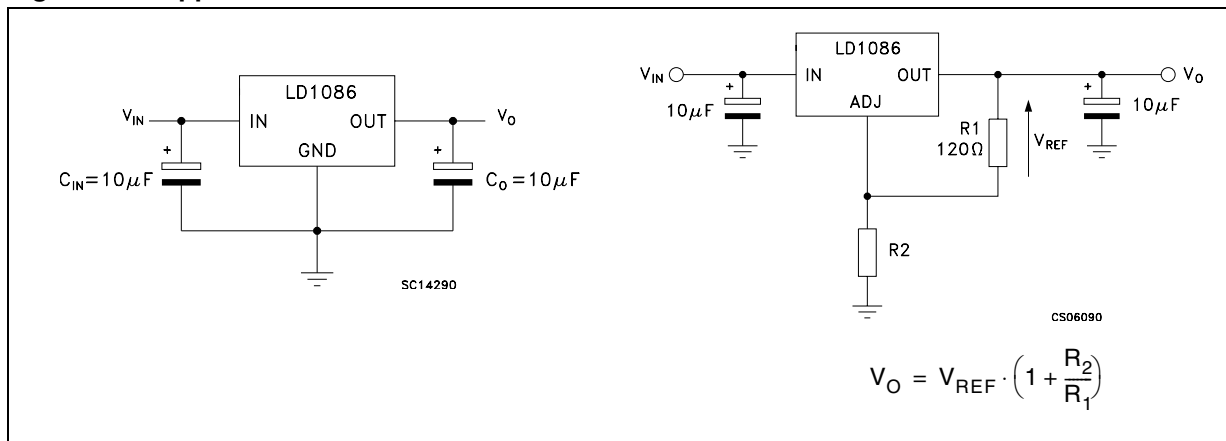 LD1086
V_IN
IN
OUT
V_O
GND
+
+
C_IN=10μF
C_O=10μF
SC14290
LD1086
V_IN
IN
OUT
V_O
ADJ
+
+
10μF
R1
120Ω
V_REF
10μF
R2
CS06090
V_O = V_REF · (1 + R_2/R_1)